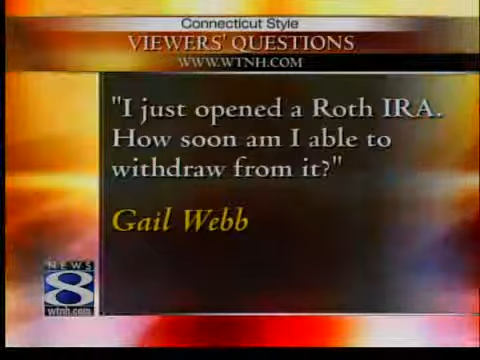 Connecticut Style
VIEWERS' QUESTIONS
WWW.WTNH.COM
"I just opened a Roth IRA.
How soon am I able to
withdraw from it?"
Gail Webb
NEWS
8
wtnh.com